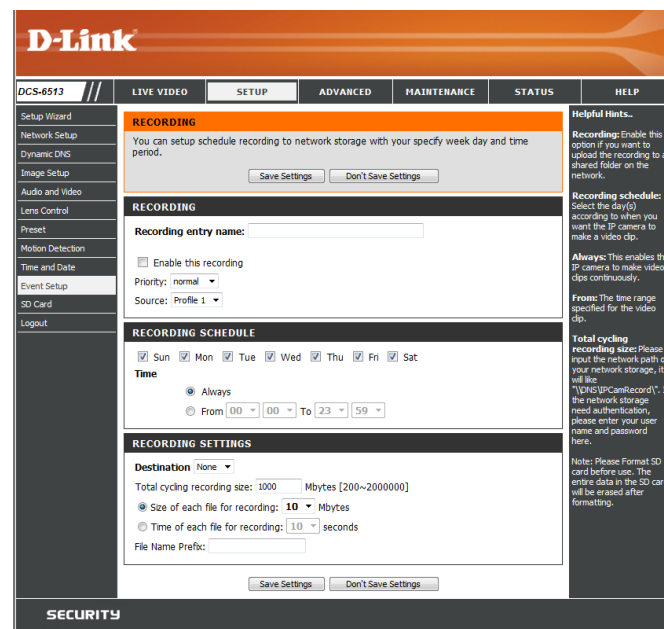 D-Link
DCS-6513
LIVE VIDEO
SETUP
ADVANCED
MAINTENANCE
STATUS
HELP
Setup Wizard
Network Setup
Dynamic DNS
Image Setup
Audio and Video
Lens Control
Preset
Motion Detection
Time and Date
Event Setup
SD Card
Logout
RECORDING
You can setup schedule recording to network storage with your specify week day and time
period.
Save Settings Don't Save Settings
RECORDING
Recording entry name:
Enable this recording
Priority: normal
Source: Profile 1
RECORDING SCHEDULE
Sun Mon Tue Wed Thu Fri Sat
Time
Always
From 00 00 To 23 59
RECORDING SETTINGS
Destination None
Total cycling recording size: 1000 Mbytes [200~2000000]
Size of each file for recording: 10 Mbytes
Time of each file for recording: 10 seconds
File Name Prefix:
Save Settings Don't Save Settings
Helpful Hints..
Recording: Enable this
option if you want to
upload the recording to a
shared folder on the
network.
Recording schedule:
Select the day(s)
according to when you
want the IP camera to
make a video clip.
Always: This enables th
IP camera to make video
clips continuously.
From: The time range
specified for the video
clip.
Total cycling
recording size: Please
input the network path o
your network storage, it
will like
"\\DNS\IPCamRecord\".
the network storage
need authentication,
please enter your user
name and password
here.
Note: Please Format SD
card before use. The
entire data in the SD car
will be erased after
formatting.
SECURITY